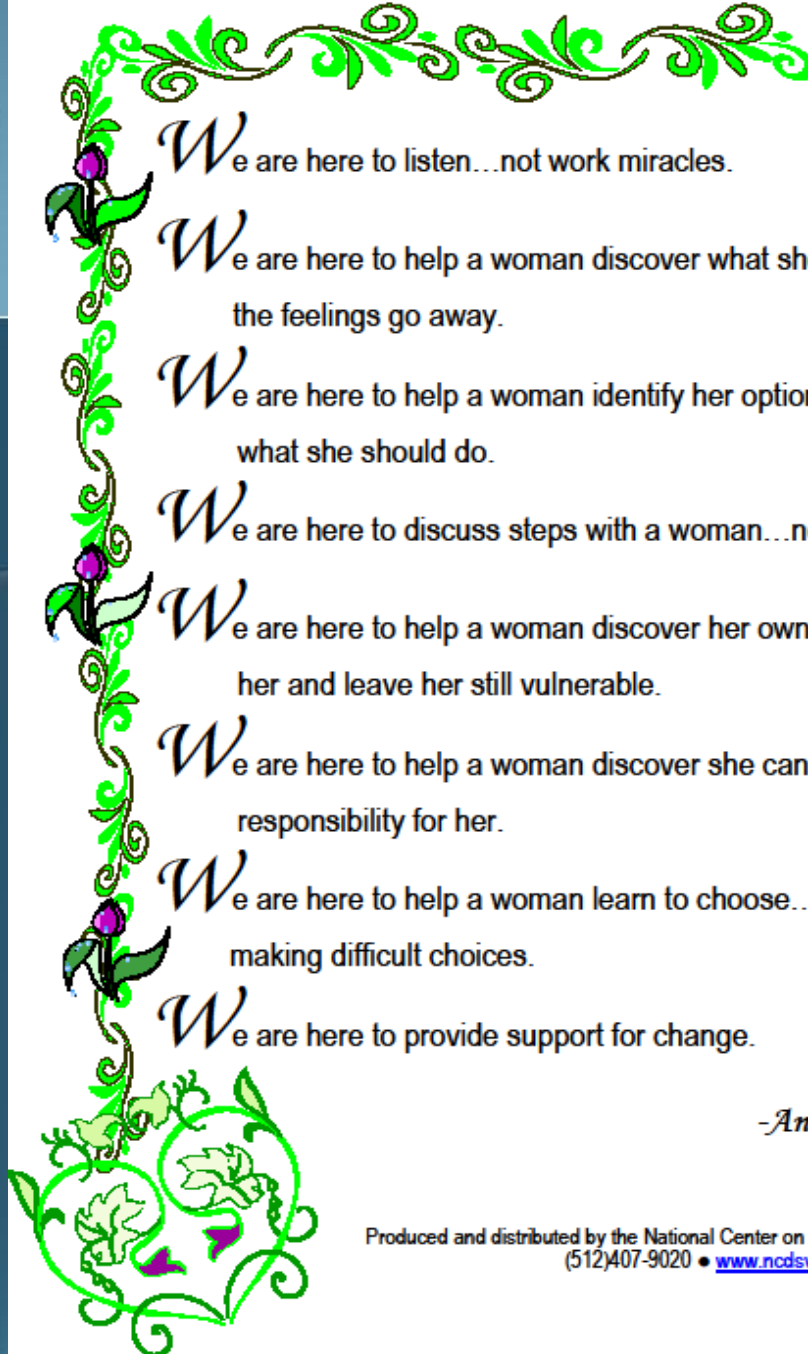 We are here to listen...not work miracles.
We are here to help a woman discover what sh
the feelings go away.
We are here to help a woman identify her option
what she should do.
We are here to discuss steps with a woman...n
We are here to help a woman discover her own
her and leave her still vulnerable.
We are here to help a woman discover she can
responsibility for her.
We are here to help a woman learn to choose..
making difficult choices.
We are here to provide support for change.
-An
Produced and distributed by the National Center on
(512)407-9020 ● www.ncdsv